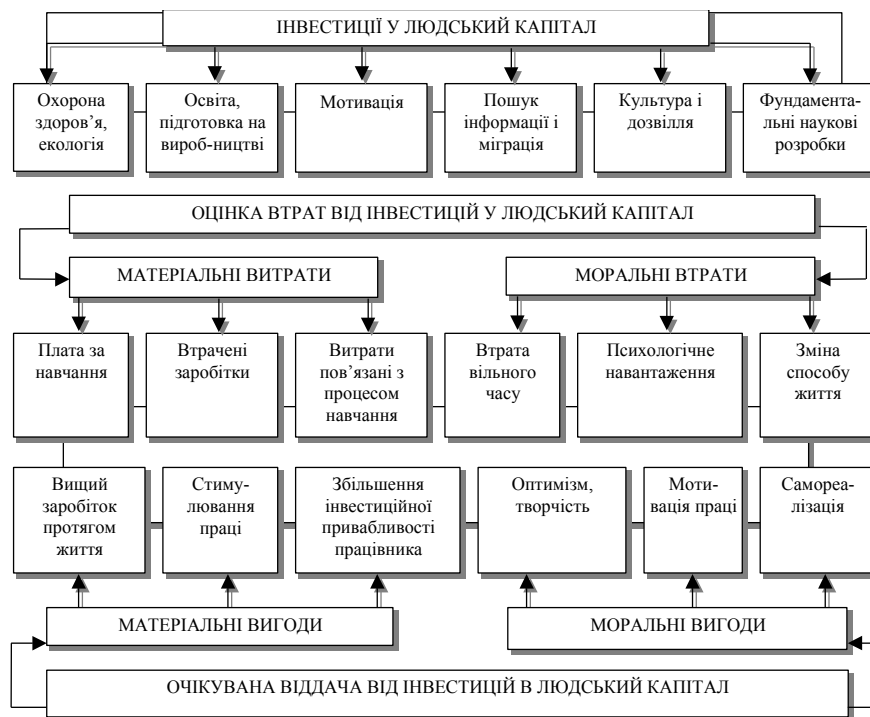 ІНВЕСТИЦІЇ У ЛЮДСЬКИЙ КАПІТАЛ
Охорона
здоров’я,
екологія
Освіта,
підготовка на
вироб-ництві
Мотивація
Пошук
інформації і
міграція
Культура і
дозвілля
Фундамента-
льні наукові
розробки
ОЦІНКА ВТРАТ ВІД ІНВЕСТИЦІЙ У ЛЮДСЬКИЙ КАПІТАЛ
МАТЕРІАЛЬНІ ВИТРАТИ
МОРАЛЬНІ ВТРАТИ
Плата за
навчання
Втрачені
заробітки
Витрати
пов’язані з
процесом
навчання
Втрата
вільного
часу
Психологічне
навантаження
Зміна
способу
життя
Вищий
заробіток
протягом
життя
Стиму-
лювання
праці
Збільшення
інвестиційної
привабливості
працівника
Оптимізм,
творчість
Моти-
вація праці
Самореа-
лізація
МАТЕРІАЛЬНІ ВИГОДИ
МОРАЛЬНІ ВИГОДИ
ОЧІКУВАНА ВІДДАЧА ВІД ІНВЕСТИЦІЙ В ЛЮДСЬКИЙ КАПІТАЛ